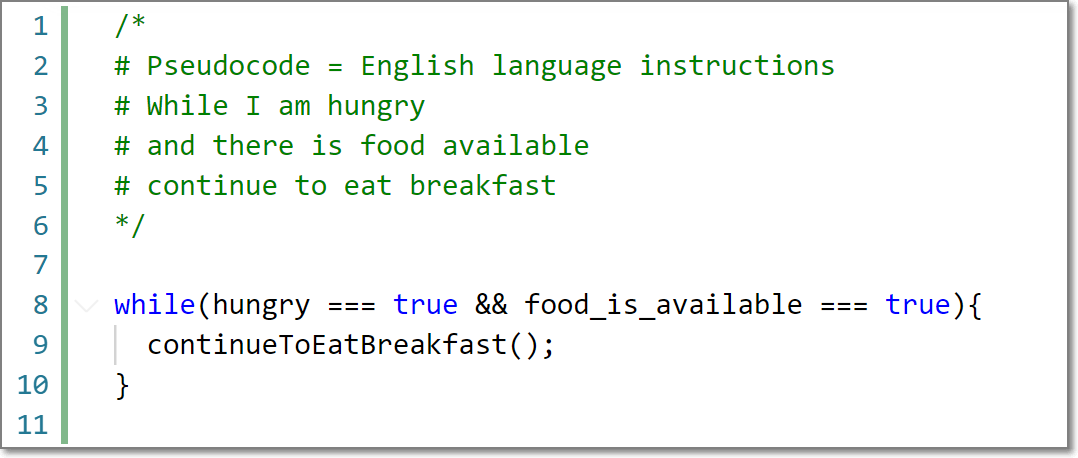 1 /*
2 # Pseudocode = English language instructions
3 # While I am hungry
4 # and there is food available
5 # continue to eat breakfast
6 */
7
8 while(hungry === true && food_is_available === true){
9 continueToEatBreakfast();
10 }
11